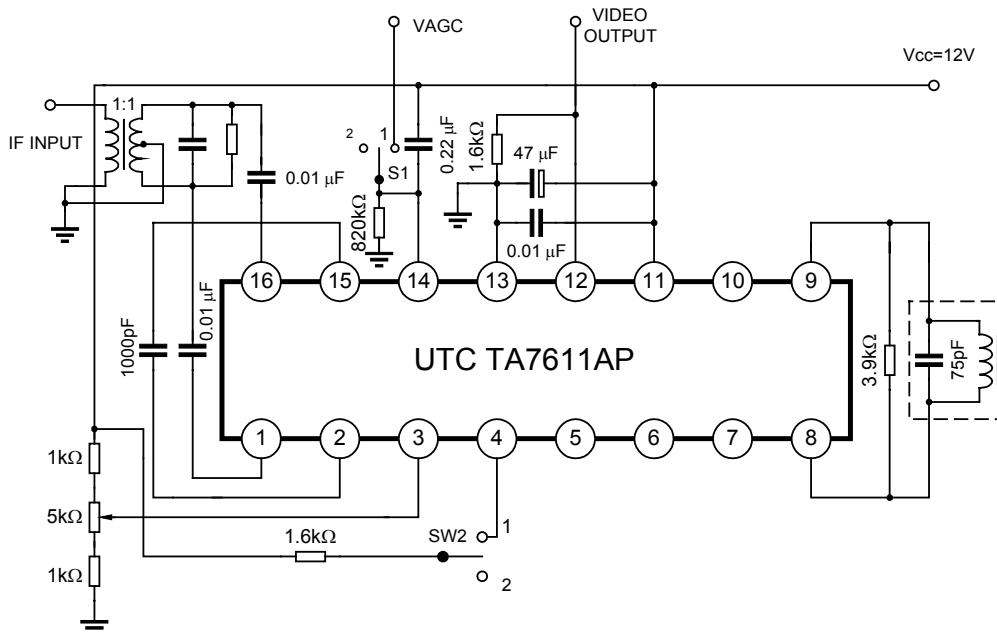 VAGC
VIDEO
OUTPUT
Vcc=12V
1:1
IF INPUT
2
1
S1
0.22 µF
1.6kΩ
47 µF
0.01 µF
820kΩ
0.01 µF
16
15
14
13
12
11
10
9
1000pF
0.01 µF
UTC TA7611AP
3.9kΩ
75pF
1
2
3
4
5
6
7
8
1kΩ
5kΩ
1kΩ
1.6kΩ
SW2
1
2